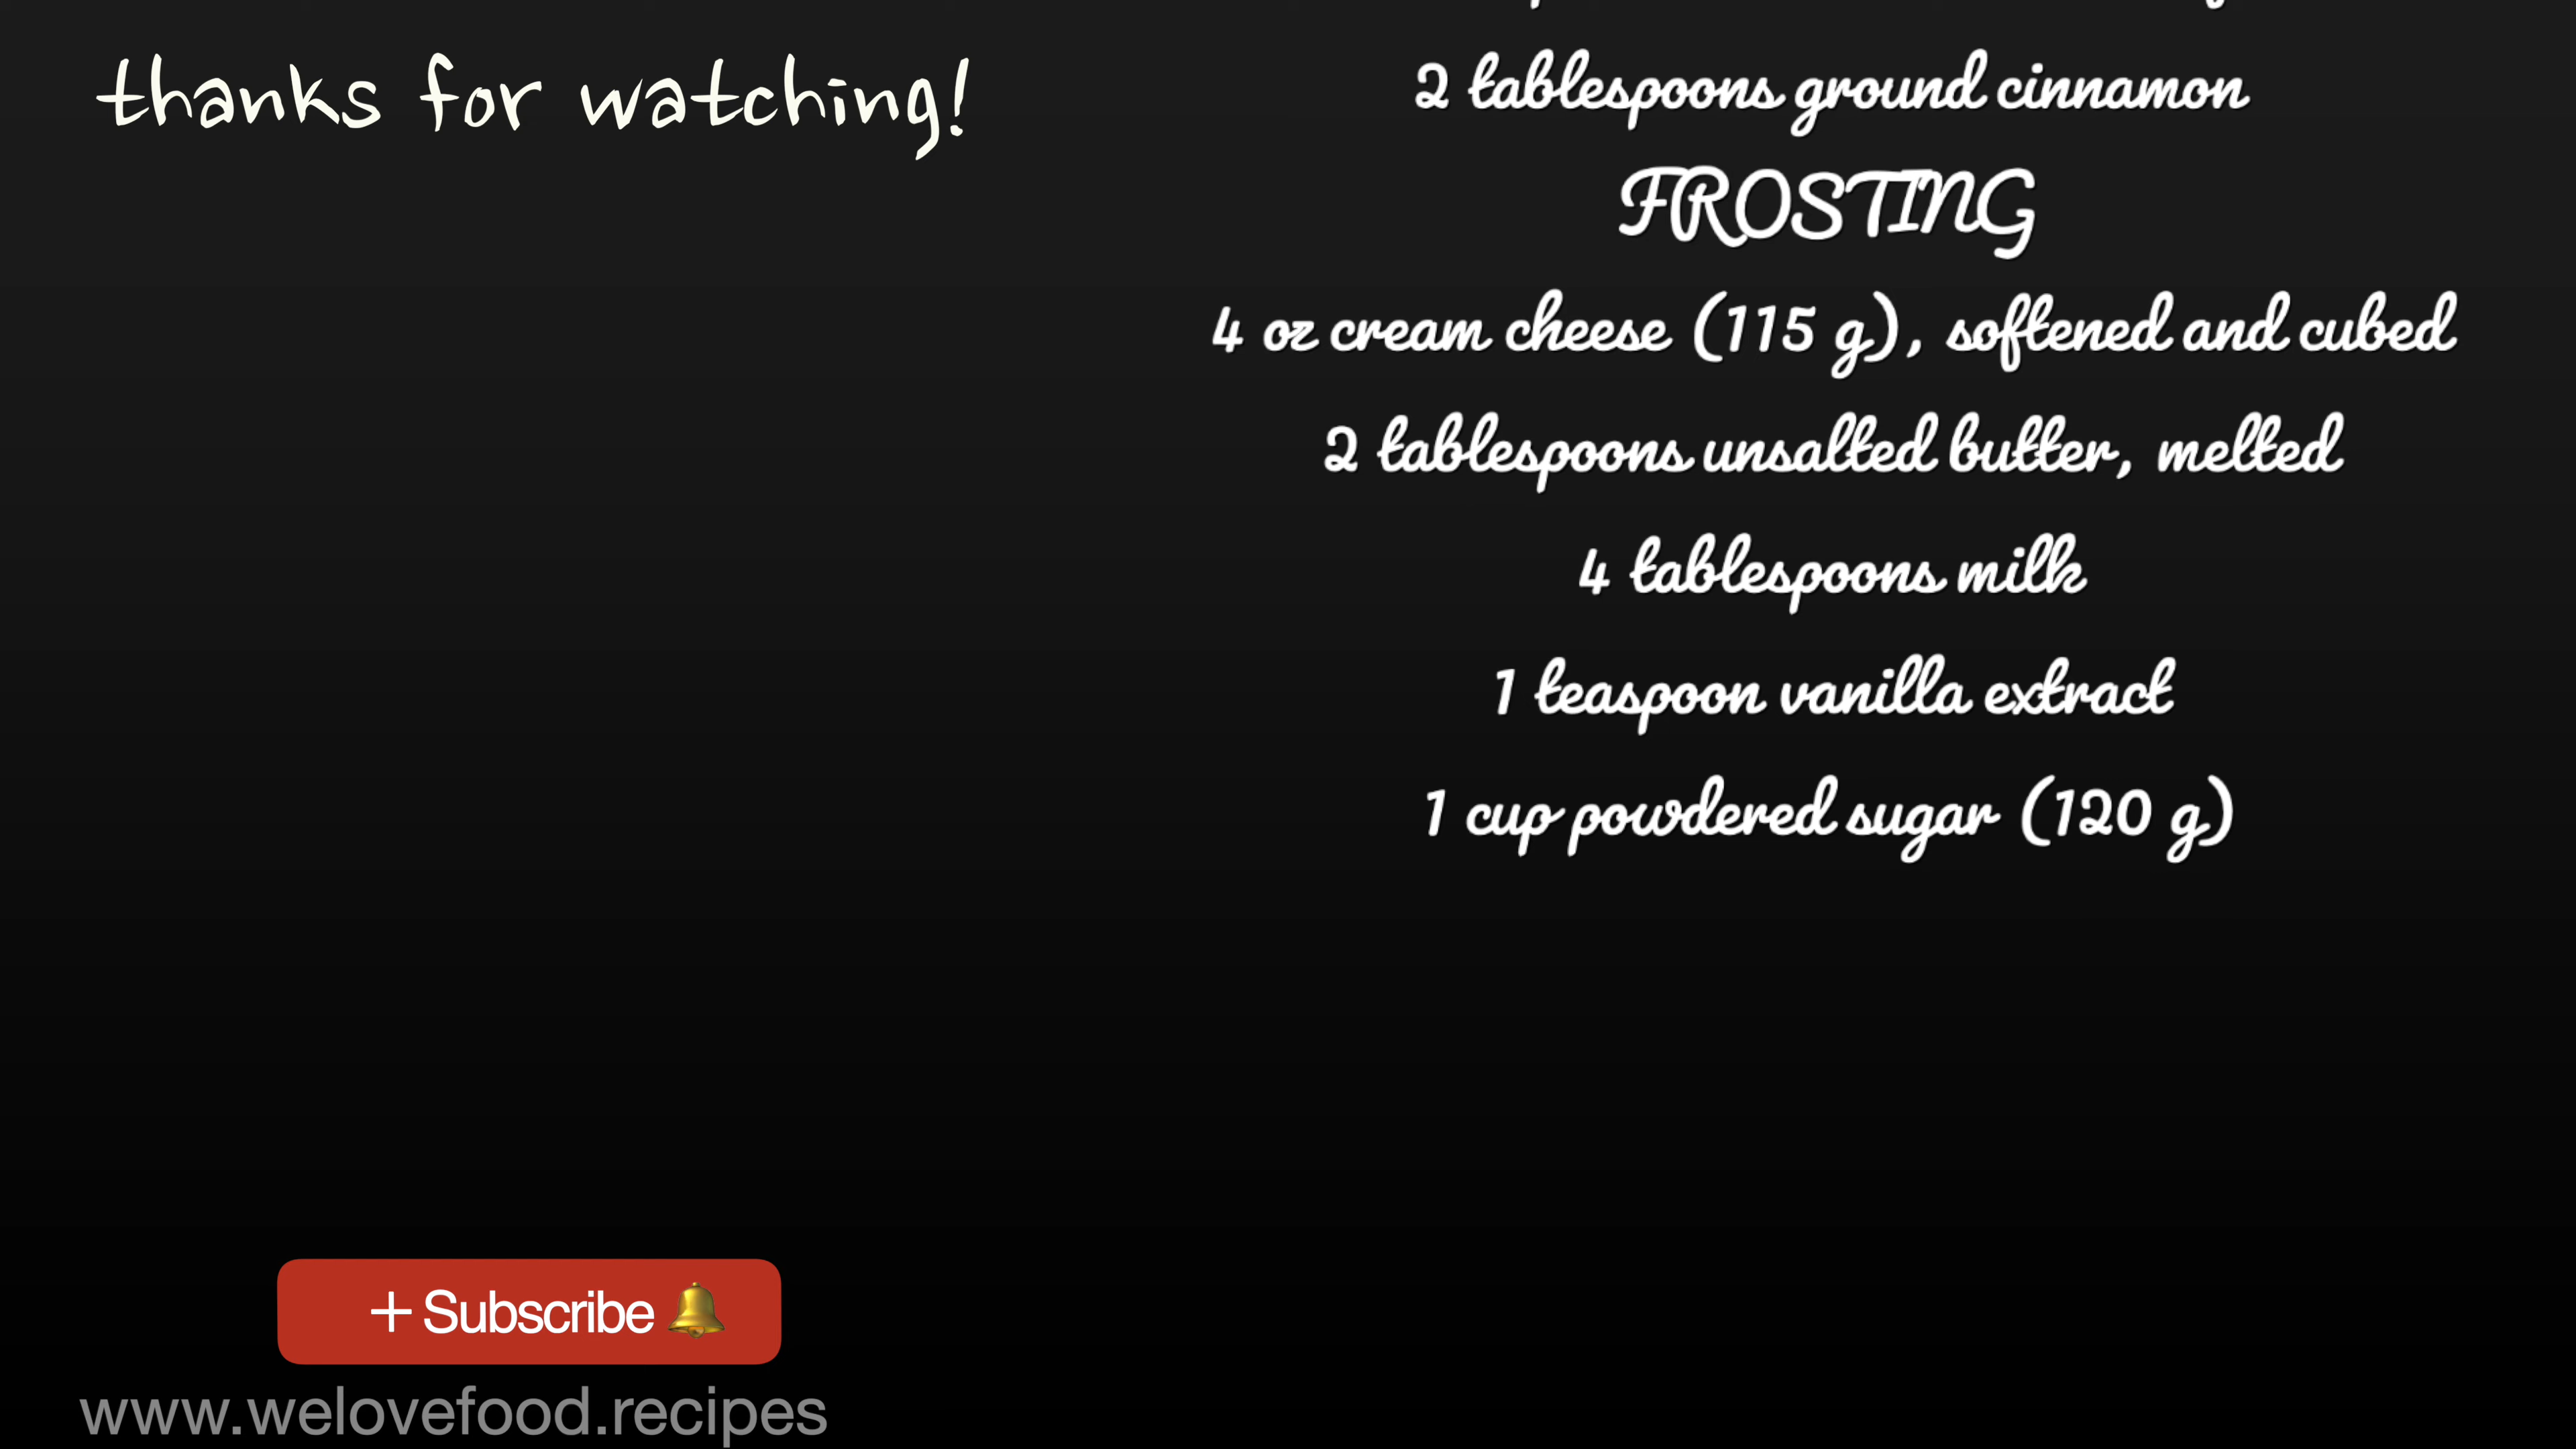 thanks for watching!
2 tablespoons ground cinnamon
FROSTING
4 oz cream cheese (115 g), softened and cubed
2 tablespoons unsalted butter, melted
4 tablespoons milk
1 teaspoon vanilla extract
1 cup powdered sugar (120 g)
+ Subscribe 🔔
www.welovefood.recipes